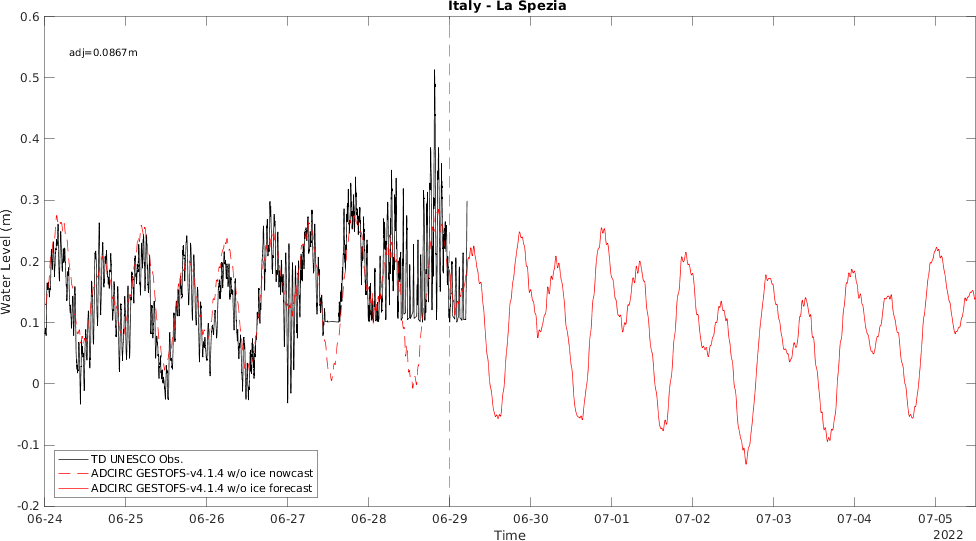 Italy - La Spezia
adj=0.0867m
Water Level (m)
0.6
0.5
0.4
0.3
0.2
0.1
0
-0.1
-0.2
TD UNESCO Obs.
ADCIRC GESTOFS-v4.1.4 w/o ice nowcast
ADCIRC GESTOFS-v4.1.4 w/o ice forecast
06-24 06-25 06-26 06-27 06-28 06-29 06-30 07-01 07-02 07-03 07-04 07-05
Time
2022